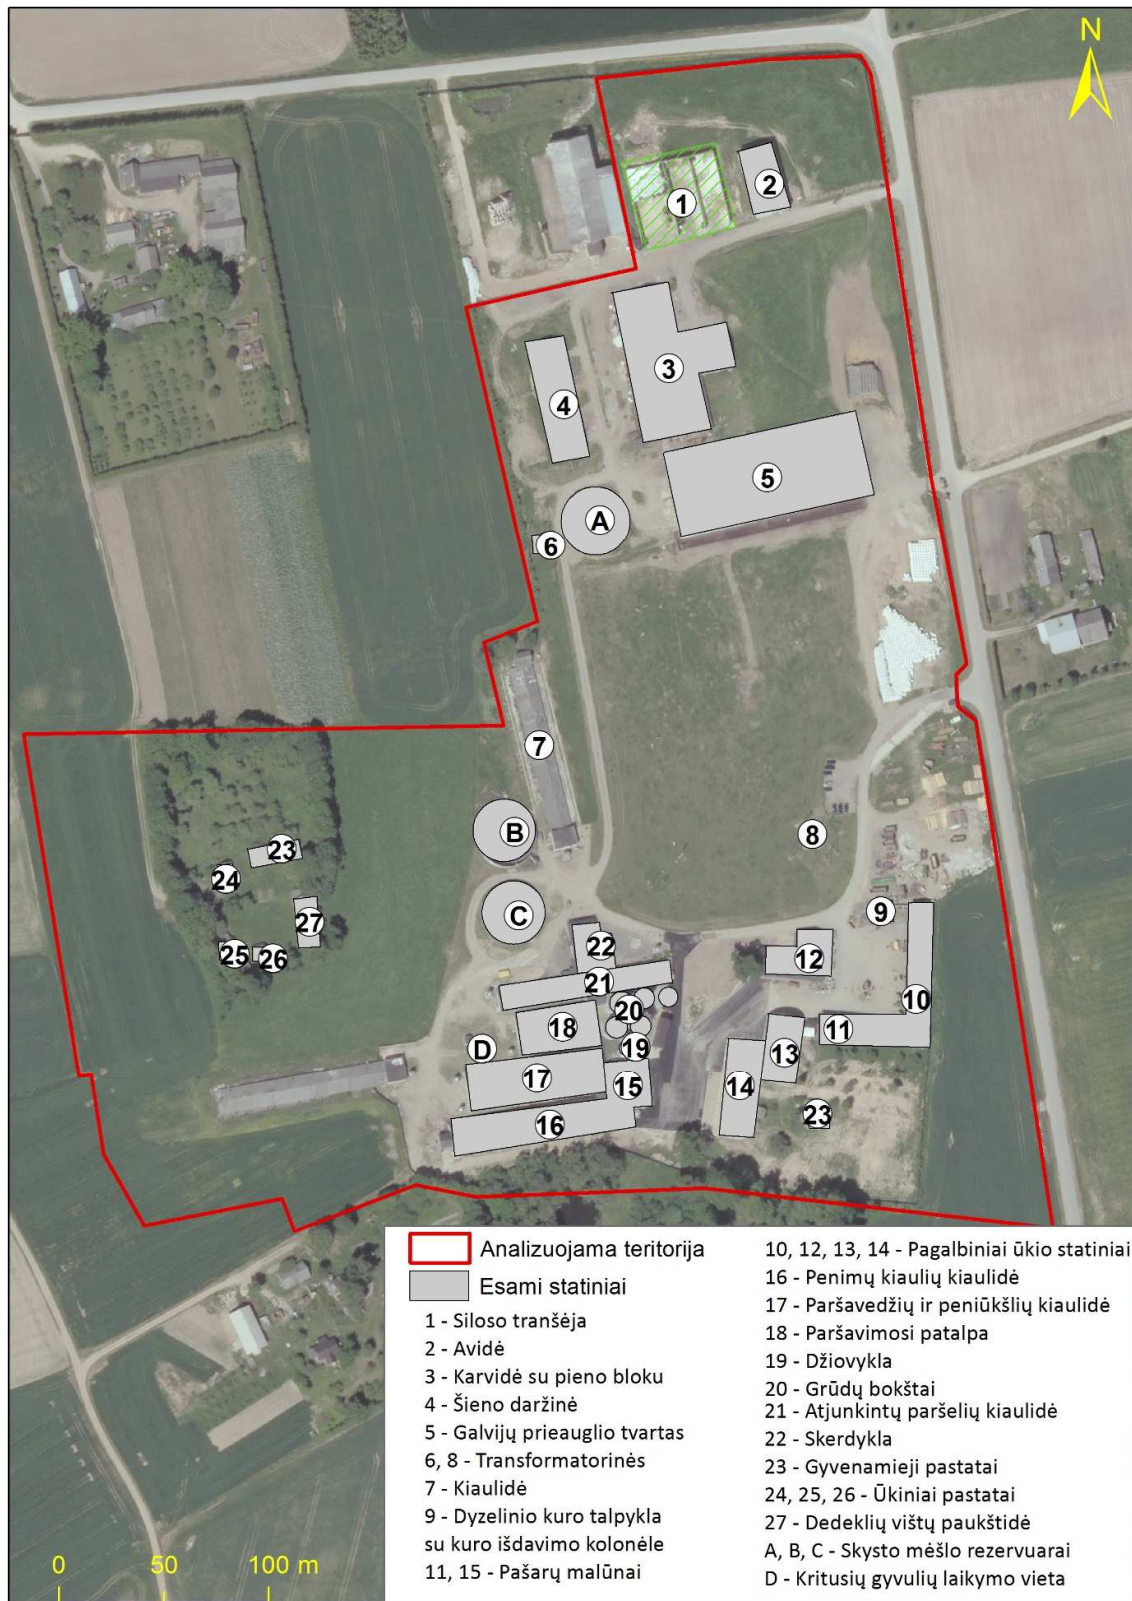 N
1
2
3
4
5
A
6
7
B
8
23
24
C
9
27
22
25
26
12
21
10
20
18
11
D
19
13
17
15
14
16
23
Analizuojama teritorija
Esami statiniai
1 - Siloso tranšėja
2 - Avidė
3 - Karvidė su pieno bloku
4 - Šieno daržinė
5 - Galvijų prieauglio tvartas
6, 8 - Transformatorinės
7 - Kiaulidė
9 - Dyzelinio kuro talpykla
su kuro išdavimo kolonėle
11, 15 - Pašarų malūnai
10, 12, 13, 14 - Pagalbiniai ūkio statiniai
16 - Penimų kiaulių kiaulidė
17 - Paršavedžių ir peniūkšlių kiaulidė
18 - Paršavimosi patalpa
19 - Džiovykla
20 - Grūdų bokštai
21 - Atjunkintų paršelių kiaulidė
22 - Skerdykla
23 - Gyvenamieji pastatai
24, 25, 26 - Ūkiniai pastatai
27 - Dedeklių vištų paukštidė
A, B, C - Skysto mėšlo rezervuarai
D - Kritusių gyvulių laikymo vieta
0 50 100 m